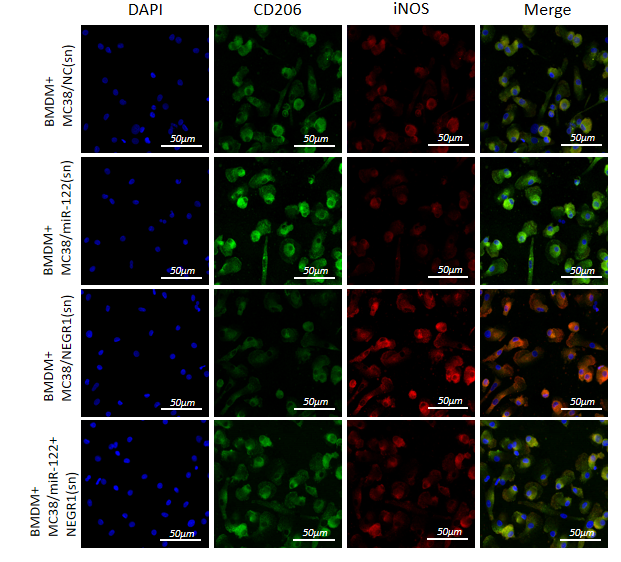 DAPI CD206 iNOS Merge
BMDM+
MC38/NC(sn)
50μm 50μm 50μm 50μm
BMDM+
MC38/miR-122(sn)
50μm 50μm 50μm 50μm
BMDM+
MC38/NEGR1(sn)
50μm 50μm 50μm 50μm
BMDM+
MC38/miR-122+
NEGR1(sn)
50μm 50μm 50μm 50μm